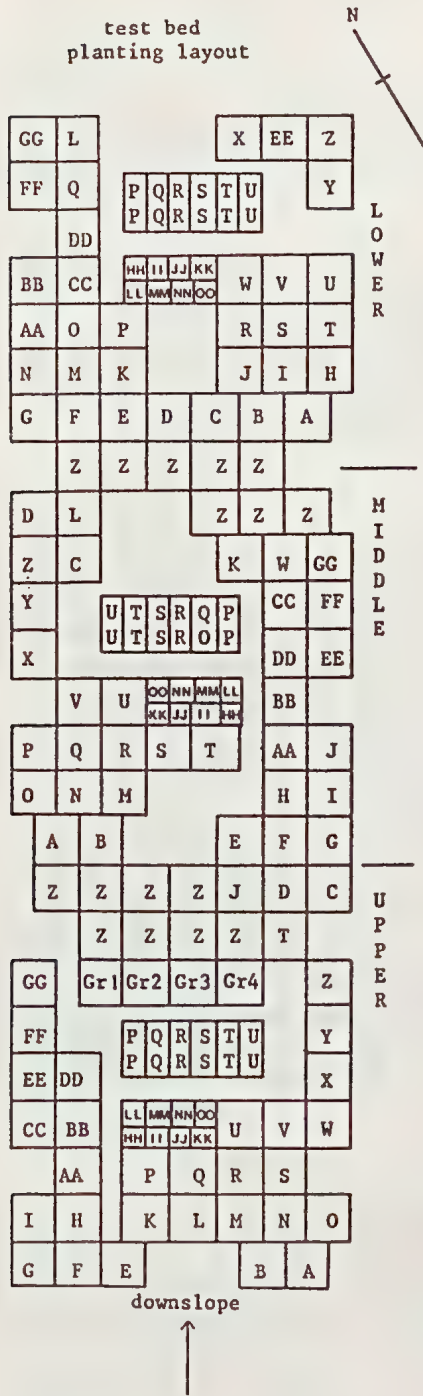 test bed
planting layout
N
GG L X EE Z
FF Q P Q R S T U Y
P Q R S T U
DD
HH II JJ KK
BB CC W V U
LL MM NN OO
AA O P R S T
N M K J I H
G F E D C B A
LOWER
Z Z Z Z Z
D L Z Z Z
Z C K W GG
Y U T S R Q P CC FF
U T S R O P
X DD EE
V U OO NN MM LL BB
KK JJ II HH
P Q R S T AA J
O N M H I
A B E F G
MIDDLE
Z Z Z Z J D C
Z Z Z Z T
GG Gr1 Gr2 Gr3 Gr4 Z
FF P Q R S T U Y
P Q R S T U
EE DD X
LL MM NN OO
CC BB U V W
HH II JJ KK
AA P Q R S
I H K L M N O
G F E B A
UPPER
downslope